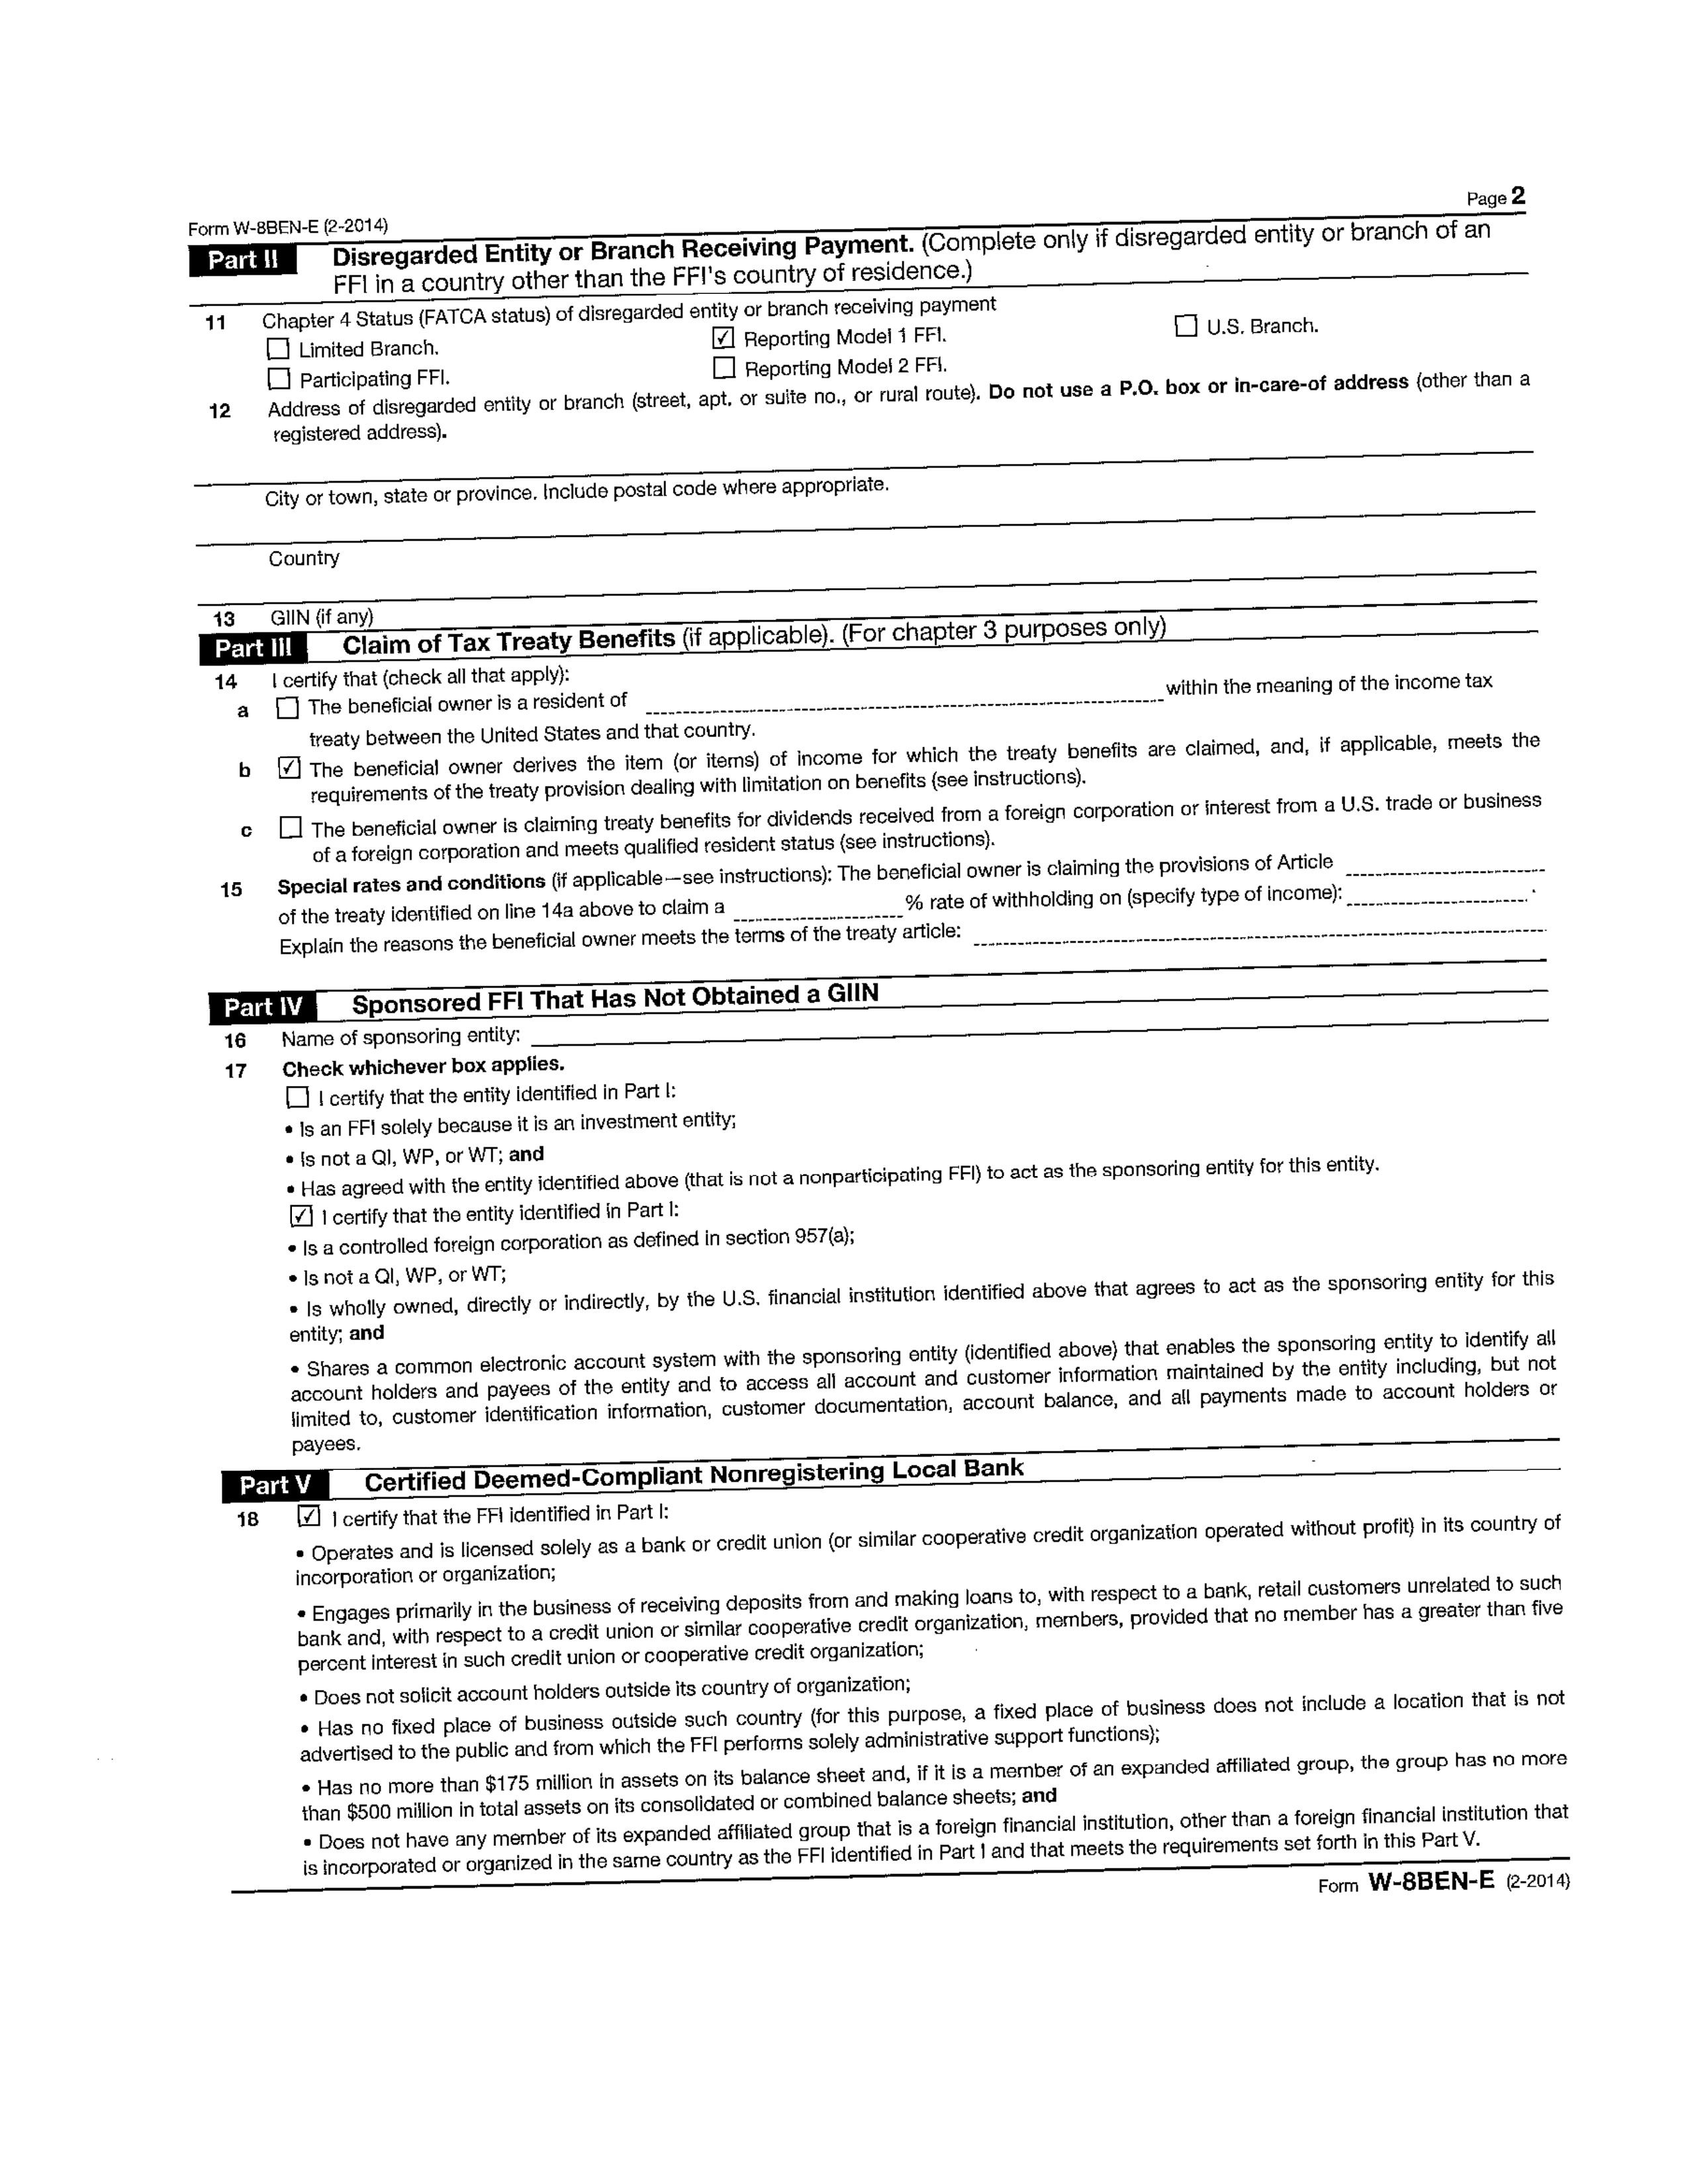 Form W-8BEN-E (2-2014)
Page 2
Part II Disregarded Entity or Branch Receiving Payment. (Complete only if disregarded entity or branch of an
FFI in a country other than the FFI's country of residence.)
11 Chapter 4 Status (FATCA status) of disregarded entity or branch receiving payment
☐ Limited Branch. ☑ Reporting Model 1 FFI. ☐ U.S. Branch.
☐ Participating FFI. ☐ Reporting Model 2 FFI.
12 Address of disregarded entity or branch (street, apt. or suite no., or rural route). Do not use a P.O. box or in-care-of address (other than a
registered address).
City or town, state or province. Include postal code where appropriate.
Country
13 GIIN (if any)
Part III Claim of Tax Treaty Benefits (if applicable). (For chapter 3 purposes only)
14 I certify that (check all that apply):
a ☐ The beneficial owner is a resident of within the meaning of the income tax
treaty between the United States and that country.
b ☑ The beneficial owner derives the item (or items) of income for which the treaty benefits are claimed, and, if applicable, meets the
requirements of the treaty provision dealing with limitation on benefits (see instructions).
c ☐ The beneficial owner is claiming treaty benefits for dividends received from a foreign corporation or interest from a U.S. trade or business
of a foreign corporation and meets qualified resident status (see instructions).
15 Special rates and conditions (if applicable—see instructions): The beneficial owner is claiming the provisions of Article
of the treaty identified on line 14a above to claim a % rate of withholding on (specify type of income): .
Explain the reasons the beneficial owner meets the terms of the treaty article:
Part IV Sponsored FFI That Has Not Obtained a GIIN
16 Name of sponsoring entity:
17 Check whichever box applies.
☐ I certify that the entity identified in Part I:
• Is an FFI solely because it is an investment entity;
• Is not a QI, WP, or WT; and
• Has agreed with the entity identified above (that is not a nonparticipating FFI) to act as the sponsoring entity for this entity.
☑ I certify that the entity identified in Part I:
• Is a controlled foreign corporation as defined in section 957(a);
• Is not a QI, WP, or WT;
• Is wholly owned, directly or indirectly, by the U.S. financial institution identified above that agrees to act as the sponsoring entity for this
entity; and
• Shares a common electronic account system with the sponsoring entity (identified above) that enables the sponsoring entity to identify all
account holders and payees of the entity and to access all account and customer information maintained by the entity including, but not
limited to, customer identification information, customer documentation, account balance, and all payments made to account holders or
payees.
Part V Certified Deemed-Compliant Nonregistering Local Bank
18 ☑ I certify that the FFI identified in Part I:
• Operates and is licensed solely as a bank or credit union (or similar cooperative credit organization operated without profit) in its country of
incorporation or organization;
• Engages primarily in the business of receiving deposits from and making loans to, with respect to a bank, retail customers unrelated to such
bank and, with respect to a credit union or similar cooperative credit organization, members, provided that no member has a greater than five
percent interest in such credit union or cooperative credit organization;
• Does not solicit account holders outside its country of organization;
• Has no fixed place of business outside such country (for this purpose, a fixed place of business does not include a location that is not
advertised to the public and from which the FFI performs solely administrative support functions);
• Has no more than $175 million in assets on its balance sheet and, if it is a member of an expanded affiliated group, the group has no more
than $500 million in total assets on its consolidated or combined balance sheets; and
• Does not have any member of its expanded affiliated group that is a foreign financial institution, other than a foreign financial institution that
is incorporated or organized in the same country as the FFI identified in Part I and that meets the requirements set forth in this Part V.
Form W-8BEN-E (2-2014)